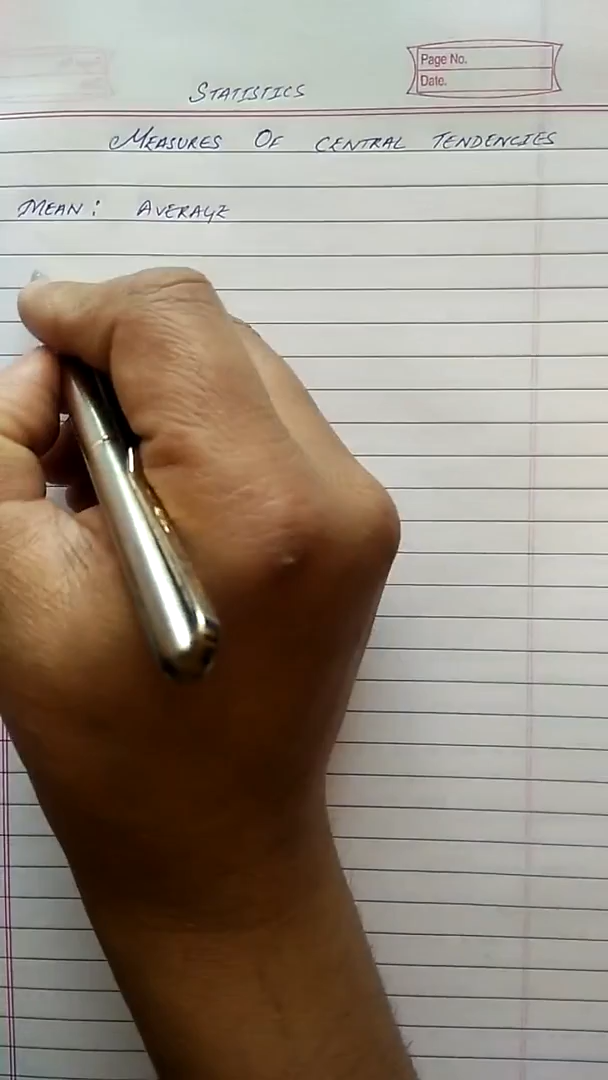 Page No.
Date.
STATISTICS
MEASURES OF CENTRAL TENDENCIES
MEAN: AVERAGE